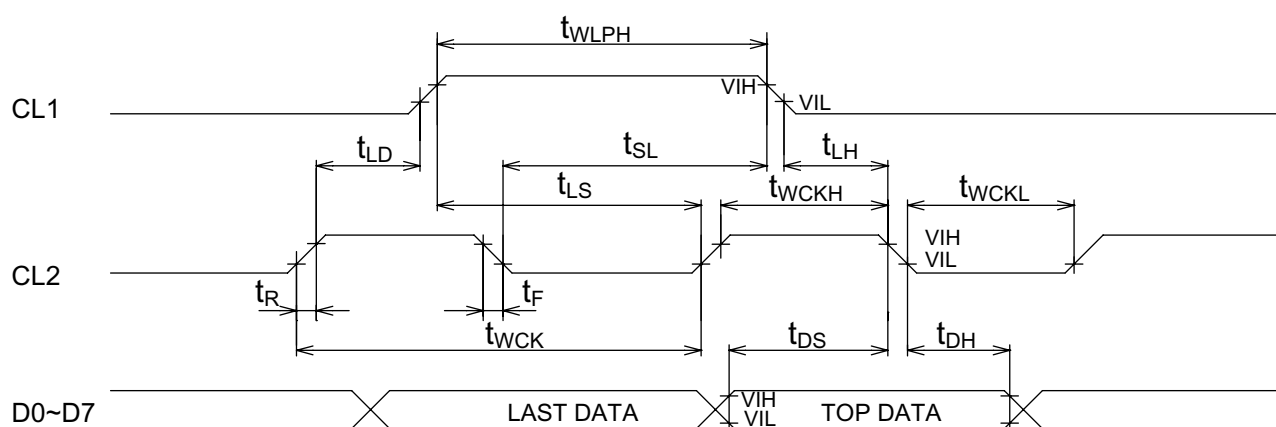 tWLPH
CL1
VIH
VIL
tLD
tSL
tLH
tLS
tWCKH
tWCKL
CL2
VIH
VIL
tR
tF
tWCK
tDS
tDH
D0~D7
LAST DATA
VIH
VIL
TOP DATA